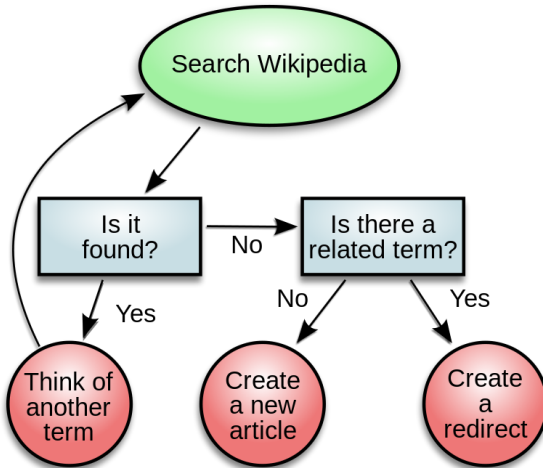 Search Wikipedia
Is it
found?
No
Is there a
related term?
Yes
No
Yes
Think of
another
term
Create
a new
article
Create
a
redirect